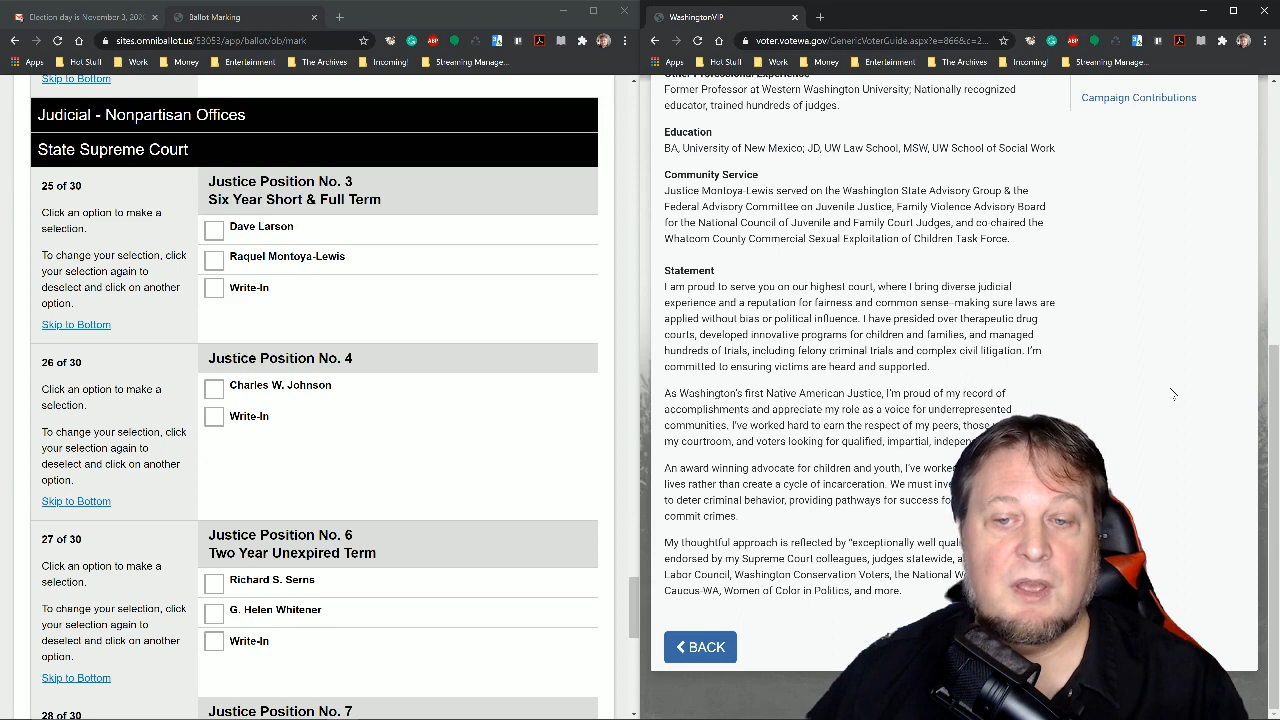 Election day is November 3, 202
Ballot Marking
sites.omniballot.us/53053/app/ballot/ob/mark
Apps Hot Stuff Work Money Entertainment The Archives Incoming! Streaming Manage...
Skip to Bottom
Judicial - Nonpartisan Offices
State Supreme Court
25 of 30
Click an option to make a
selection.
To change your selection, click
your selection again to
deselect and click on another
option.
Skip to Bottom
Justice Position No. 3
Six Year Short & Full Term
Dave Larson
Raquel Montoya-Lewis
Write-In
26 of 30
Click an option to make a
selection.
To change your selection, click
your selection again to
deselect and click on another
option.
Skip to Bottom
Justice Position No. 4
Charles W. Johnson
Write-In
27 of 30
Click an option to make a
selection.
To change your selection, click
your selection again to
deselect and click on another
option.
Skip to Bottom
Justice Position No. 6
Two Year Unexpired Term
Richard S. Serns
G. Helen Whitener
Write-In
28 of 30
Justice Position No. 7
WashingtonVIP
voter.votewa.gov/GenericVoterGuide.aspx?e=866&c=2...
Apps Hot Stuff Work Money Entertainment The Archives Incoming! Streaming Manage...
Other Professional Experience
Former Professor at Western Washington University; Nationally recognized
educator, trained hundreds of judges.
Campaign Contributions
Education
BA, University of New Mexico; JD, UW Law School, MSW, UW School of Social Work
Community Service
Justice Montoya-Lewis served on the Washington State Advisory Group & the
Federal Advisory Committee on Juvenile Justice, Family Violence Advisory Board
for the National Council of Juvenile and Family Court Judges, and co-chaired the
Whatcom County Commercial Sexual Exploitation of Children Task Force.
Statement
I am proud to serve you on our highest court, where I bring diverse judicial
experience and a reputation for fairness and common sense–making sure laws are
applied without bias or political influence. I have presided over therapeutic drug
courts, developed innovative programs for children and families, and managed
hundreds of trials, including felony criminal trials and complex civil litigation. I'm
committed to ensuring victims are heard and supported.
As Washington's first Native American Justice, I'm proud of my record of
accomplishments and appreciate my role as a voice for underrepresented
communities. I've worked hard to earn the respect of my peers, those
my courtroom, and voters looking for qualified, impartial,
An award winning advocate for children and youth, I've
lives rather than create a cycle of incarceration. We must
to deter criminal behavior, providing pathways for success
commit crimes.
My thoughtful approach is reflected by "exceptionally well
endorsed by my Supreme Court colleagues, judges statewide,
Labor Council, Washington Conservation Voters, the National
Caucus-WA, Women of Color in Politics, and more.
BACK